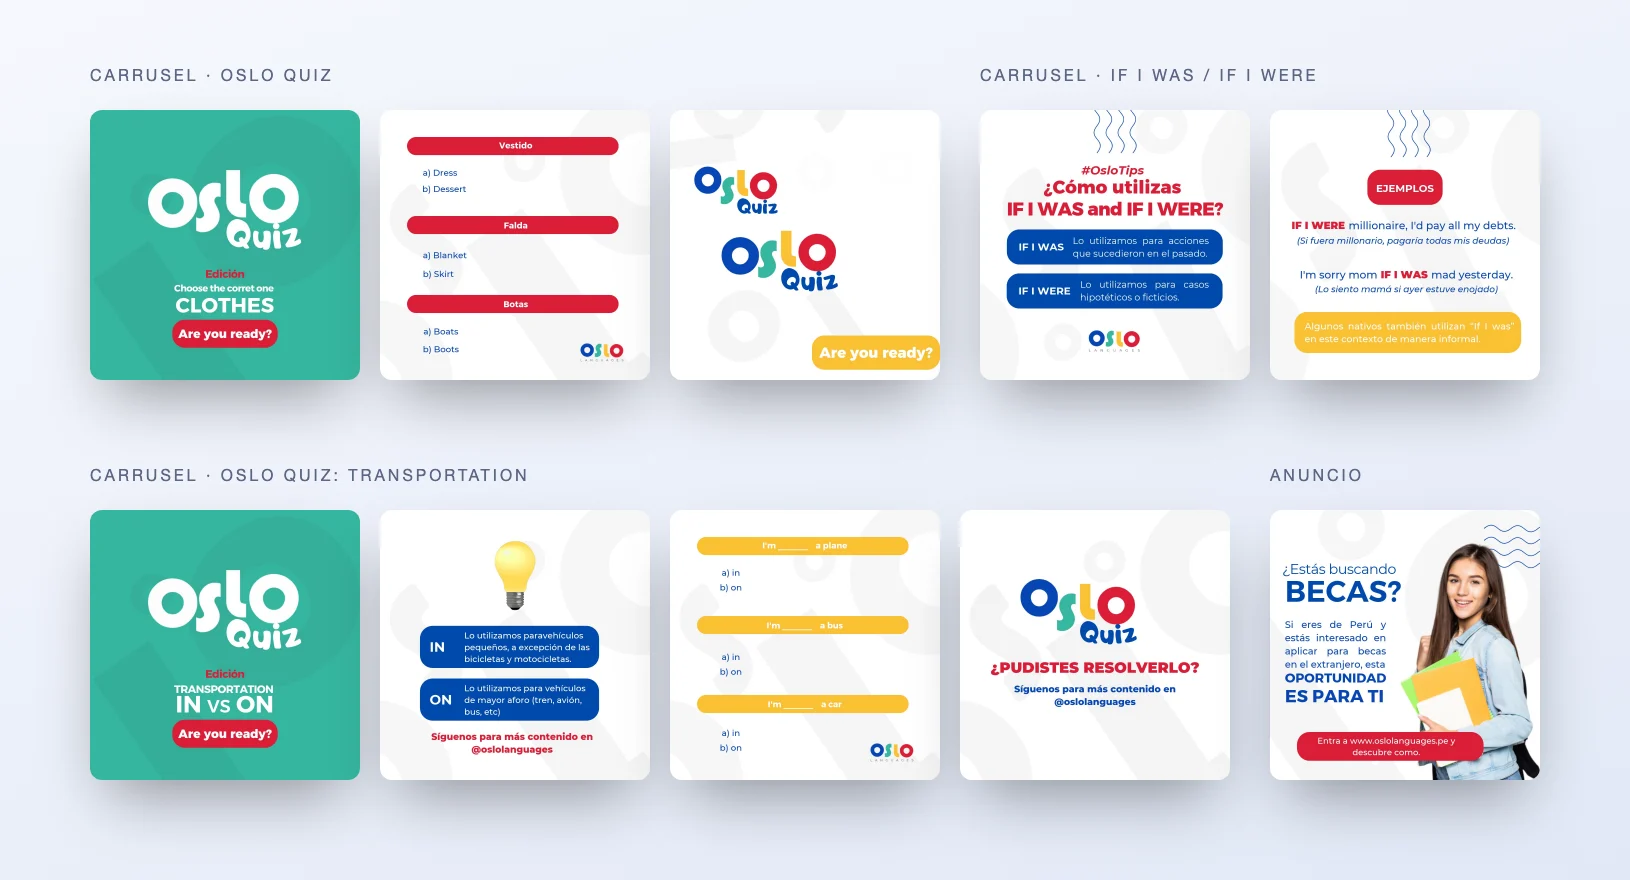 CARRUSEL · OSLO QUIZ
OSLO
Quiz
Edición
Choose the corret one
CLOTHES
Are you ready?
Vestido
a) Dress
b) Dessert
Falda
a) Blanket
b) Skirt
Botas
a) Boats
b) Boots
OSLO
LANGUAGES
OSLO
Quiz
OSLO
Quiz
Are you ready?
CARRUSEL · IF I WAS / IF I WERE
#OsloTips
¿Cómo utilizas
IF I WAS and IF I WERE?
IF I WAS
Lo utilizamos para acciones
que sucedieron en el pasado.
IF I WERE
Lo utilizamos para casos
hipotéticos o ficticios.
OSLO
LANGUAGES
EJEMPLOS
IF I WERE millionaire, I'd pay all my debts.
(Si fuera millonario, pagaría todas mis deudas)
I'm sorry mom IF I WAS mad yesterday.
(Lo siento mamá si ayer estuve enojado)
Algunos nativos también utilizan "If I was"
en este contexto de manera informal.
CARRUSEL · OSLO QUIZ: TRANSPORTATION
OSLO
Quiz
Edición
TRANSPORTATION
IN VS ON
Are you ready?
IN
Lo utilizamos paravehículos
pequeños, a excepción de las
bicicletas y motocicletas.
ON
Lo utilizamos para vehículos
de mayor aforo (tren, avión,
bus, etc)
Síguenos para más contenido en
@oslolanguages
I'm ______ a plane
a) in
b) on
I'm ______ a bus
a) in
b) on
I'm ______ a car
a) in
b) on
OSLO
LANGUAGES
OSLO
Quiz
¿PUDISTES RESOLVERLO?
Síguenos para más contenido en
@oslolanguages
ANUNCIO
¿Estás buscando
BECAS?
Si eres de Perú y
estás interesado en
aplicar para becas
en el extranjero, esta
OPORTUNIDAD
ES PARA TI
Entra a www.oslolanguages.pe y
descubre como.